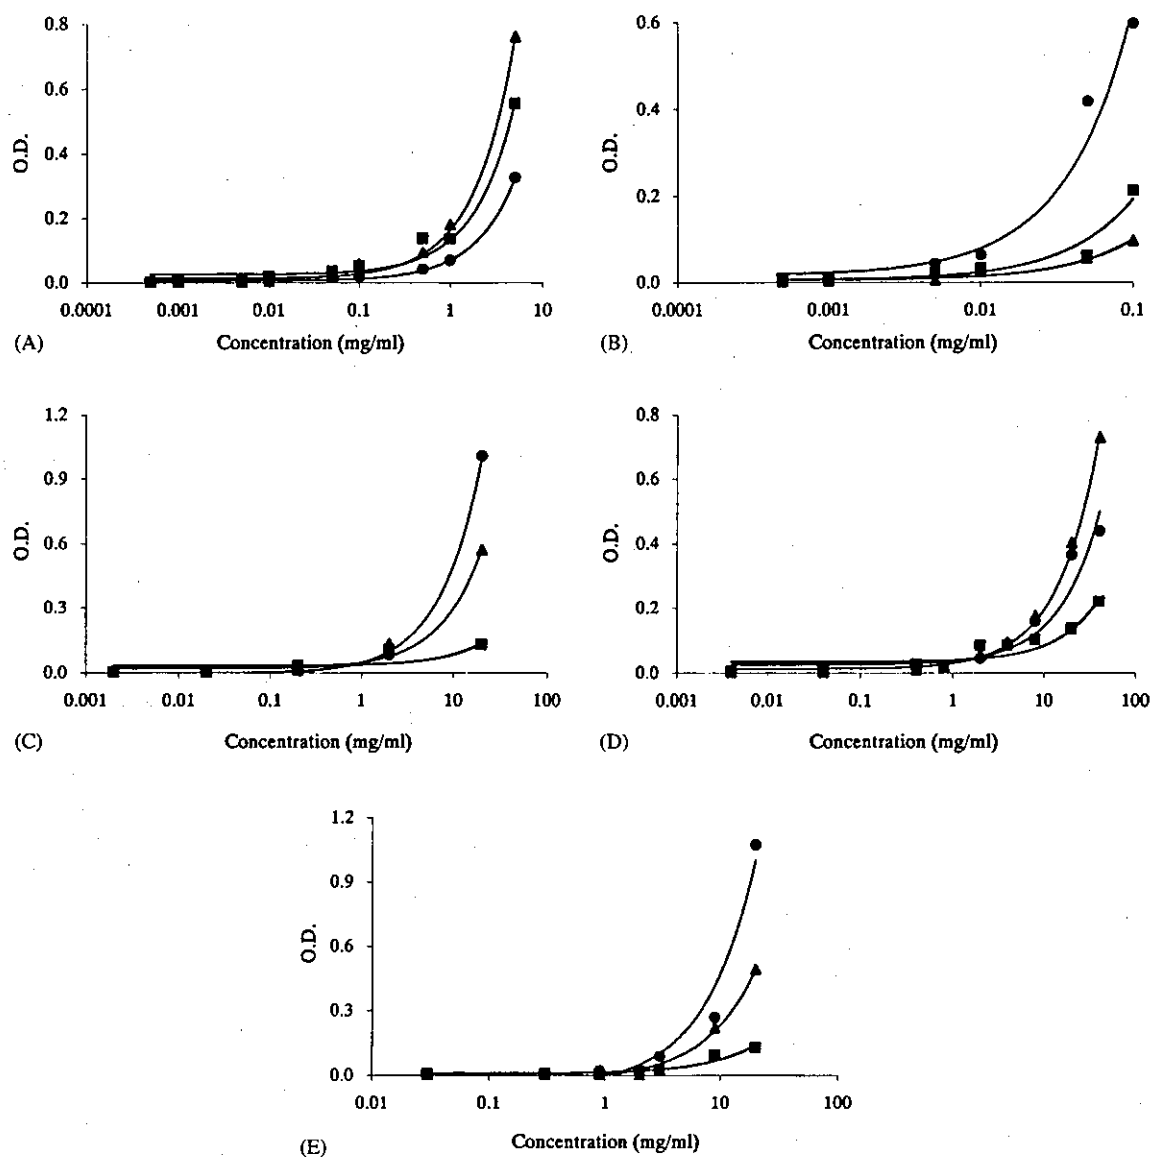 0.8
0.6
0.4
0.2
0.0
O.D.
0.0001 0.001 0.01 0.1 1 10
(A) Concentration (mg/ml)
0.6
0.4
0.2
0.0
O.D.
0.0001 0.001 0.01 0.1
(B) Concentration (mg/ml)
1.2
0.9
0.6
0.3
0.0
O.D.
0.001 0.01 0.1 1 10 100
(C) Concentration (mg/ml)
0.8
0.6
0.4
0.2
0.0
O.D.
0.001 0.01 0.1 1 10 100
(D) Concentration (mg/ml)
1.2
0.9
0.6
0.3
0.0
O.D.
0.01 0.1 1 10 100
(E) Concentration (mg/ml)